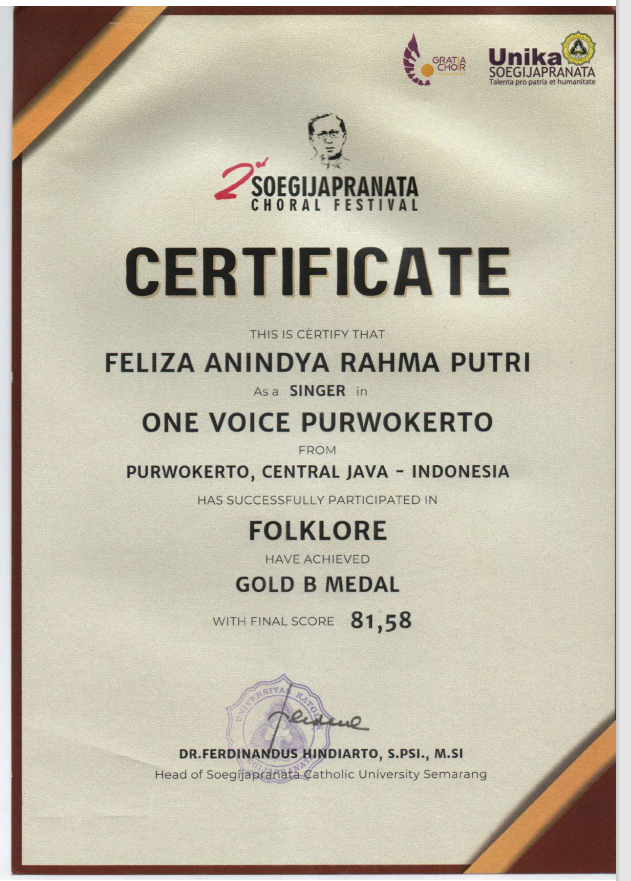 GRATIA
CHOIR
Unika
SOEGIJAPRANATA
Talenta pro patria et humanitate
2nd SOEGIJAPRANATA
CHORAL FESTIVAL
CERTIFICATE
THIS IS CERTIFY THAT
FELIZA ANINDYA RAHMA PUTRI
As a SINGER in
ONE VOICE PURWOKERTO
FROM
PURWOKERTO, CENTRAL JAVA - INDONESIA
HAS SUCCESSFULLY PARTICIPATED IN
FOLKLORE
HAVE ACHIEVED
GOLD B MEDAL
WITH FINAL SCORE 81,58
UNIVERSITAS KATOLIK
SOEGIJAPRANATA
DR.FERDINANDUS HINDIARTO, S.PSI., M.SI
Head of Soegijapranata Catholic University Semarang